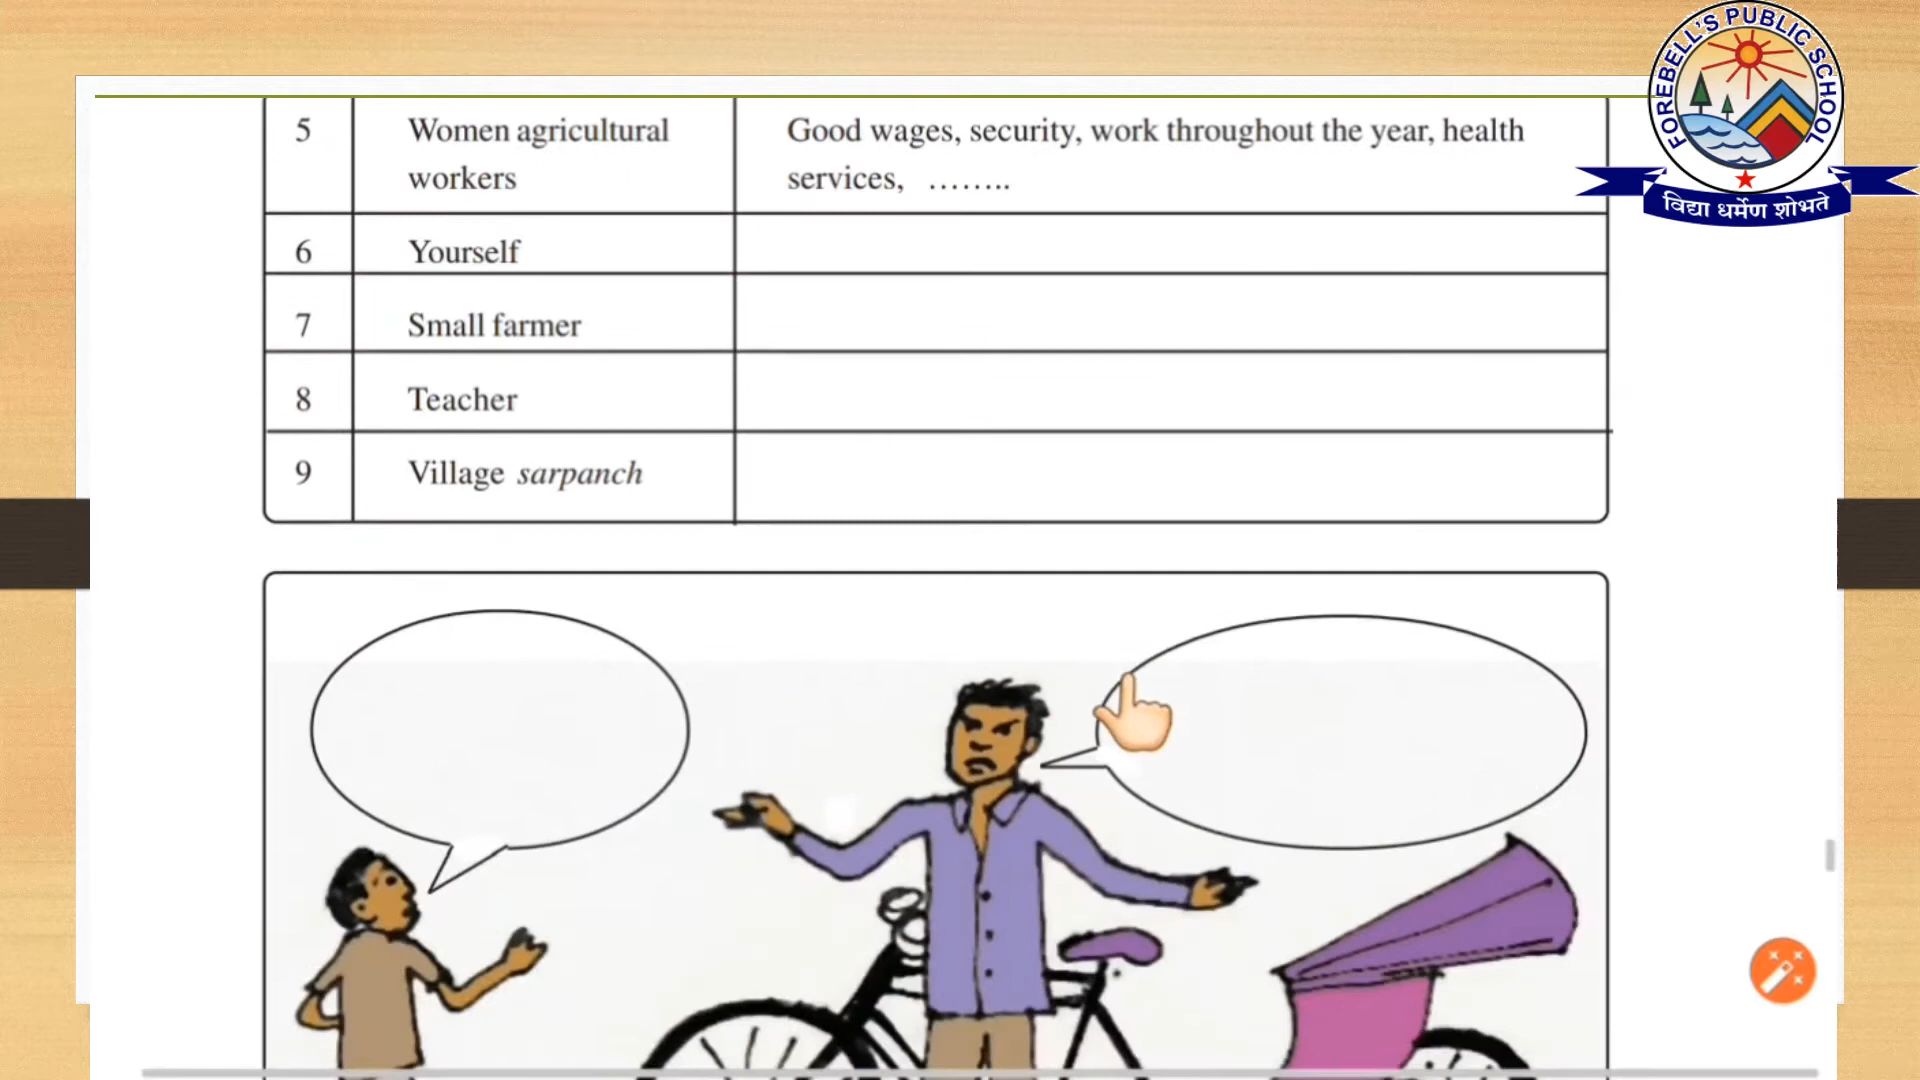 FOREBELL'S PUBLIC SCHOOL
विद्या धर्मेण शोभते
5 Women agricultural workers Good wages, security, work throughout the year, health services, ........
6 Yourself
7 Small farmer
8 Teacher
9 Village sarpanch